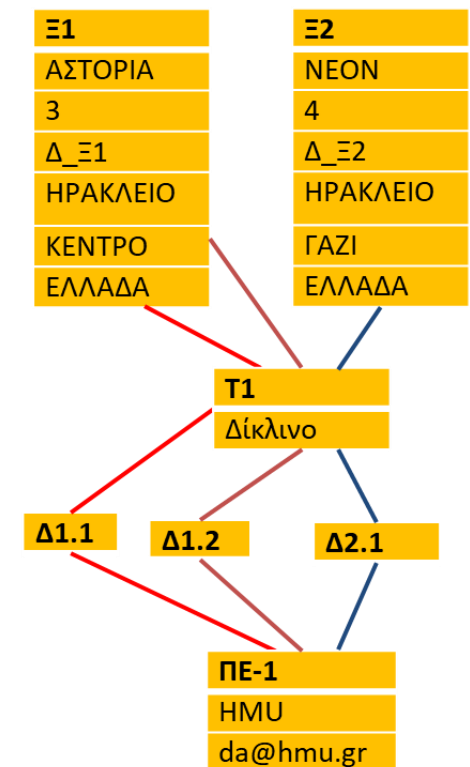 Ξ1
ΑΣΤΟΡΙΑ
3
Δ_Ξ1
ΗΡΑΚΛΕΙΟ
ΚΕΝΤΡΟ
ΕΛΛΑΔΑ
Ξ2
ΝΕΟΝ
4
Δ_Ξ2
ΗΡΑΚΛΕΙΟ
ΓΑΖΙ
ΕΛΛΑΔΑ
Τ1
Δίκλινο
Δ1.1
Δ1.2
Δ2.1
ΠΕ-1
HMU
da@hmu.gr